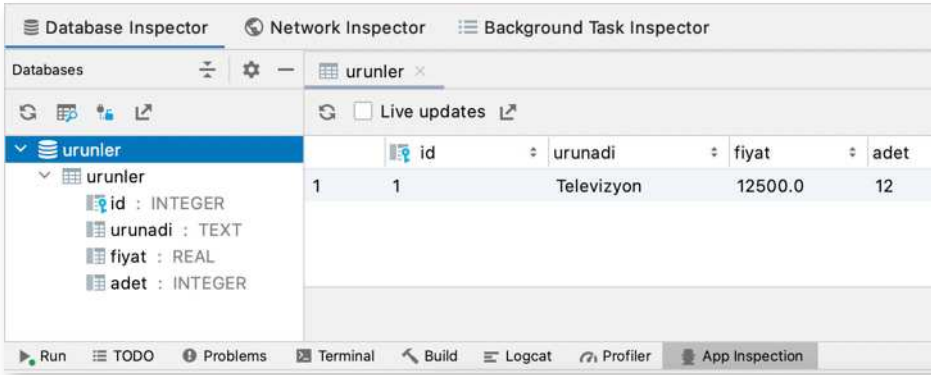 Database Inspector Network Inspector Background Task Inspector
Databases
urunler
Live updates
urunler
urunler
id : INTEGER
urunadi : TEXT
fiyat : REAL
adet : INTEGER
id urunadi fiyat adet
1 1 Televizyon 12500.0 12
Run TODO Problems Terminal Build Logcat Profiler App Inspection